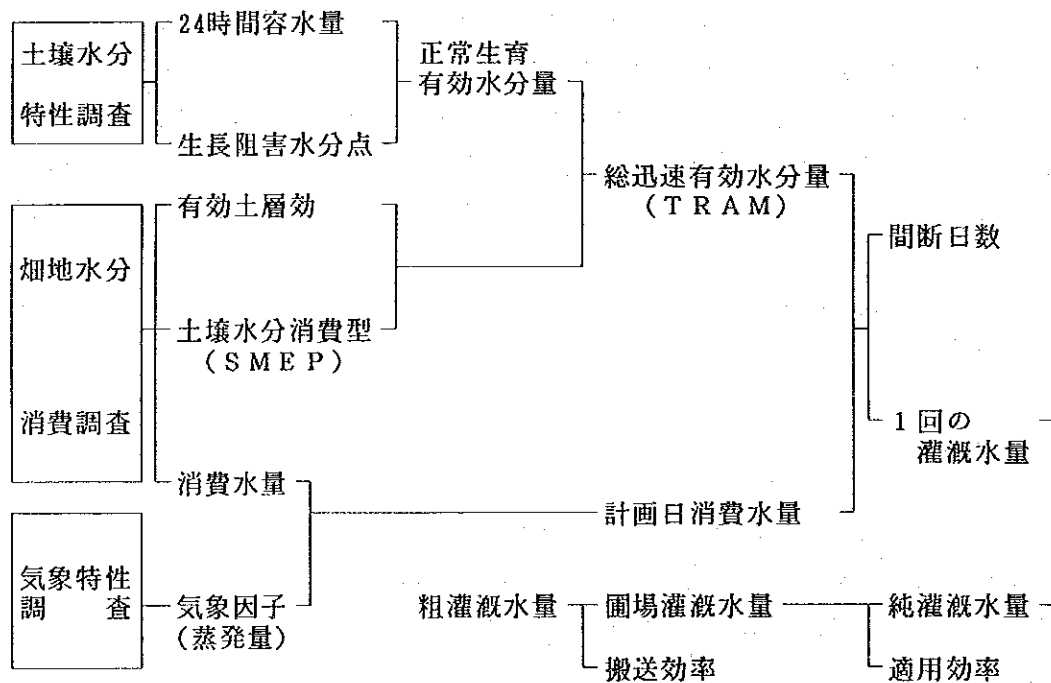 土壌水分
特性調査
24時間容水量
生長阻害水分点
正常生育
有効水分量
畑地水分
消費調査
有効土層効
土壌水分消費型
(SMEP)
消費水量
総迅速有効水分量
(TRAM)
間断日数
1回の
灌漑水量
計画日消費水量
気象特性
調 査
気象因子
(蒸発量)
粗灌漑水量
圃場灌漑水量
純灌漑水量
搬送効率
適用効率